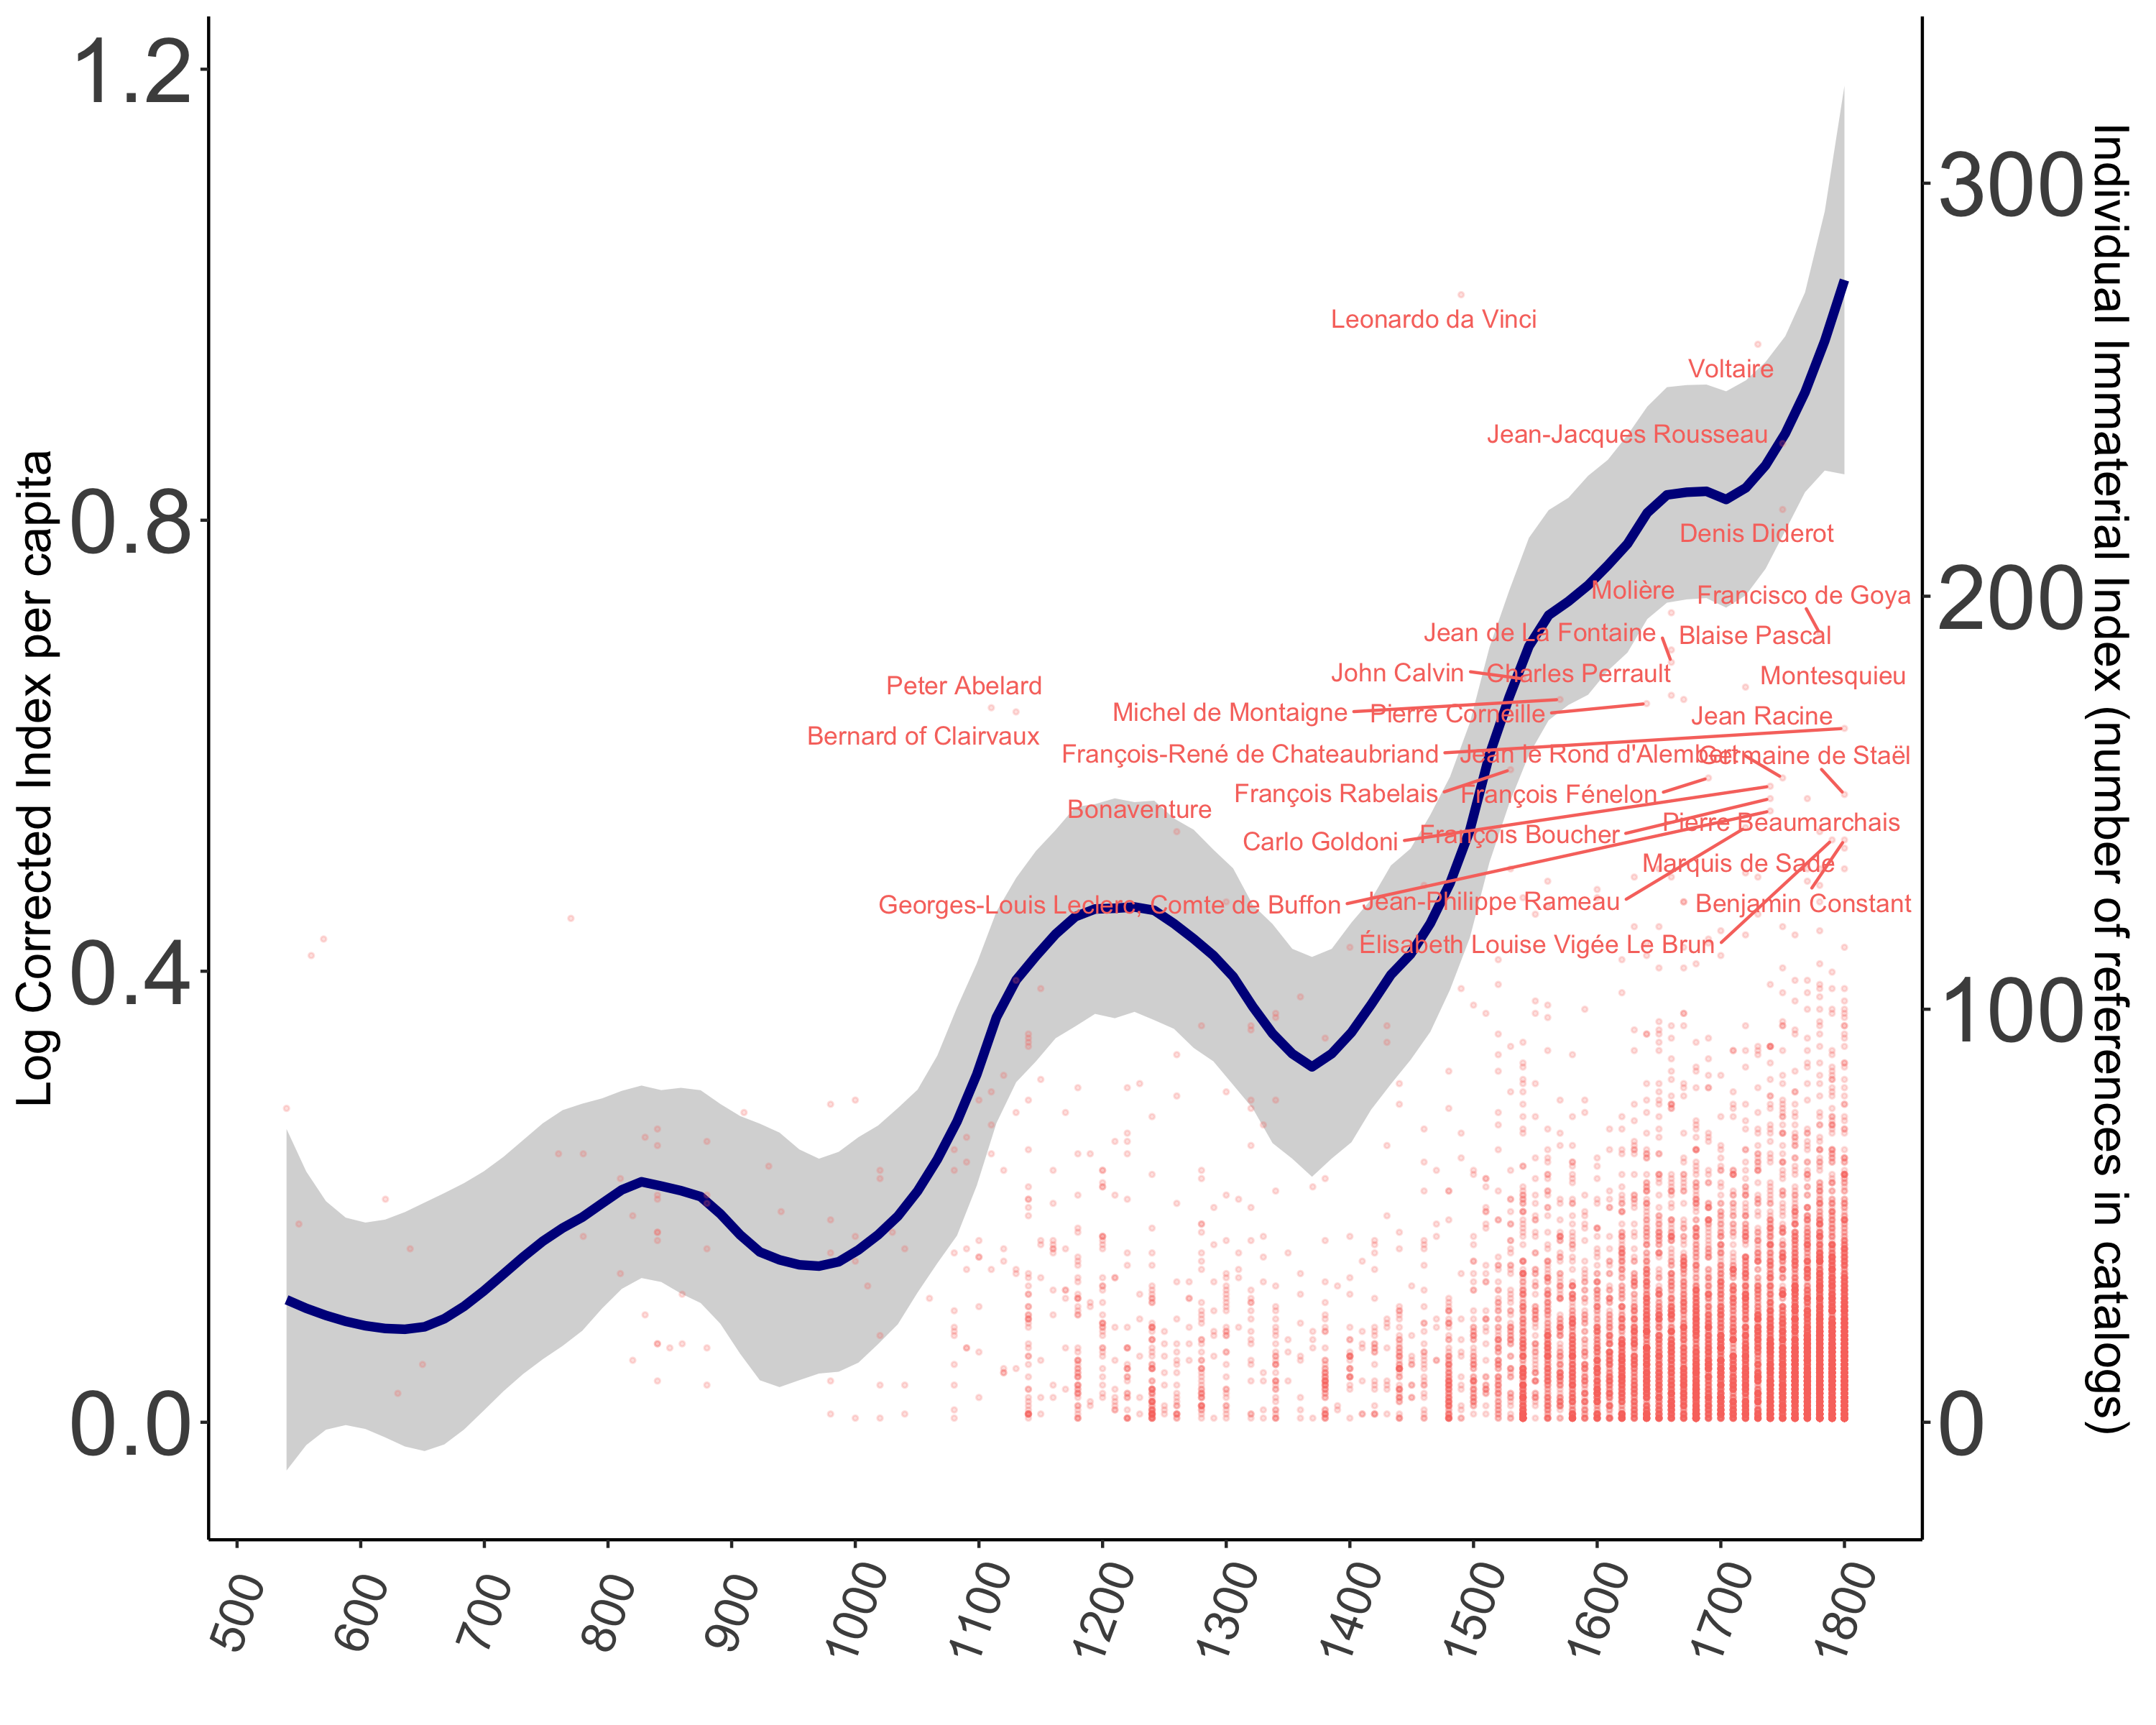 1.2
0.8
0.4
0.0
Log Corrected Index per capita
300
200
100
0
Individual Immaterial Index (number of references in catalogs)
Leonardo da Vinci
Voltaire
Jean-Jacques Rousseau
Denis Diderot
Molière
Francisco de Goya
Jean de La Fontaine
Blaise Pascal
John Calvin
Charles Perrault
Montesquieu
Peter Abelard
Michel de Montaigne
Pierre Corneille
Jean Racine
Bernard of Clairvaux
François-René de Chateaubriand
Jean le Rond d'Alembert
Germaine de Staël
François Rabelais
François Fénelon
Bonaventure
Pierre Beaumarchais
Carlo Goldoni
François Boucher
Marquis de Sade
Georges-Louis Leclerc, Comte de Buffon
Jean-Philippe Rameau
Benjamin Constant
Élisabeth Louise Vigée Le Brun
500
600
700
800
900
1000
1100
1200
1300
1400
1500
1600
1700
1800